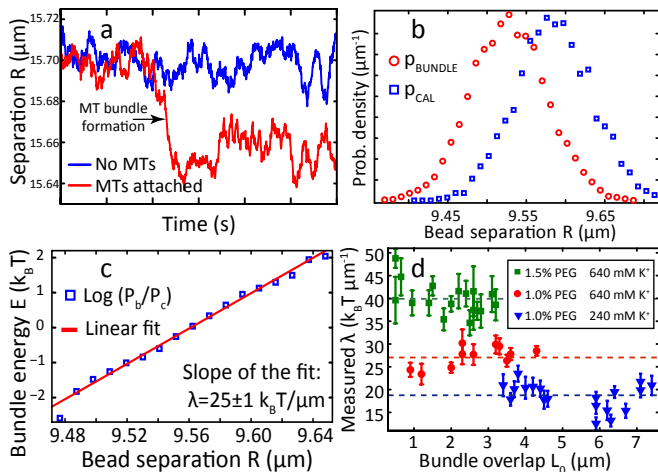 a
Separation R (μm)
15.72
15.70
15.68
15.66
15.64
MT bundle
formation
No MTs
MTs attached
Time (s)
b
Prob. density (μm⁻¹)
p_BUNDLE
p_CAL
9.45
9.55
9.65
Bead separation R (μm)
c
Bundle energy E (k_BT)
2
1
0
-1
-2
Log (P_b/P_c)
Linear fit
Slope of the fit:
λ=25±1 k_BT/μm
9.48
9.52
9.56
9.60
9.64
Bead separation R (μm)
d
Measured λ (k_BT μm⁻¹)
50
45
40
35
30
25
20
15
1.5% PEG 640 mM K⁺
1.0% PEG 640 mM K⁺
1.0% PEG 240 mM K⁺
1 2 3 4 5 6 7
Bundle overlap L₀ (μm)